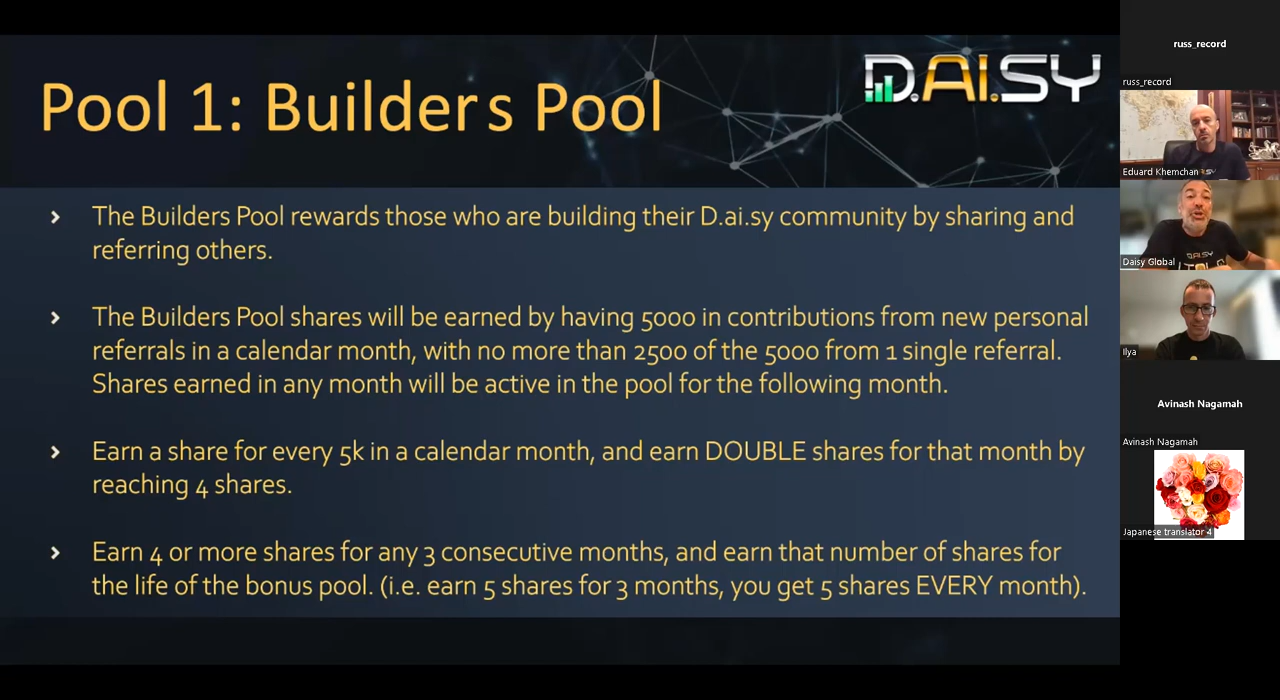 Pool 1: Builders Pool
D.AI.SY
The Builders Pool rewards those who are building their D.ai.sy community by sharing and
referring others.
The Builders Pool shares will be earned by having 5000 in contributions from new personal
referrals in a calendar month, with no more than 2500 of the 5000 from 1 single referral.
Shares earned in any month will be active in the pool for the following month.
Earn a share for every 5k in a calendar month, and earn DOUBLE shares for that month by
reaching 4 shares.
Earn 4 or more shares for any 3 consecutive months, and earn that number of shares for
the life of the bonus pool. (i.e. earn 5 shares for 3 months, you get 5 shares EVERY month).
russ_record
russ_record
Eduard Khemchan
D.AI.SY
Daisy Global
Ilya
Avinash Nagamah
Avinash Nagamah
Japanese translator 4